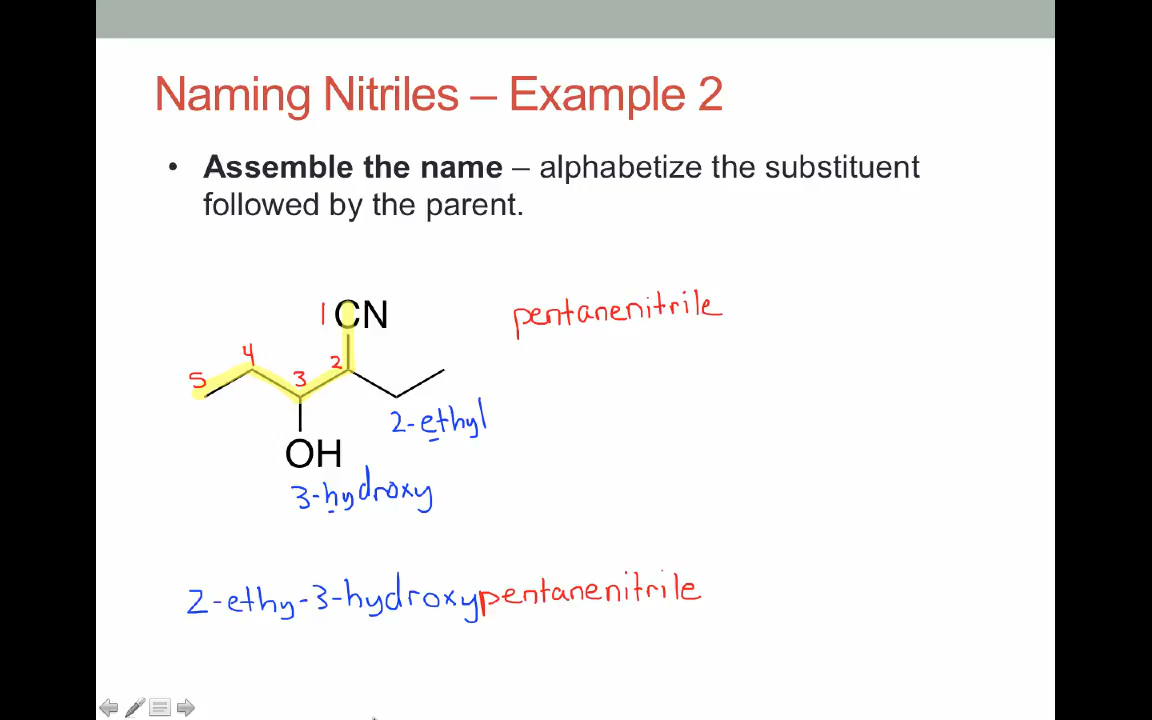 Naming Nitriles – Example 2
• Assemble the name – alphabetize the substituent
followed by the parent.
1 CN
pentanenitrile
4
2
5
3
2-ethyl
OH
3-hydroxy
2-ethy-3-hydroxypentanenitrile